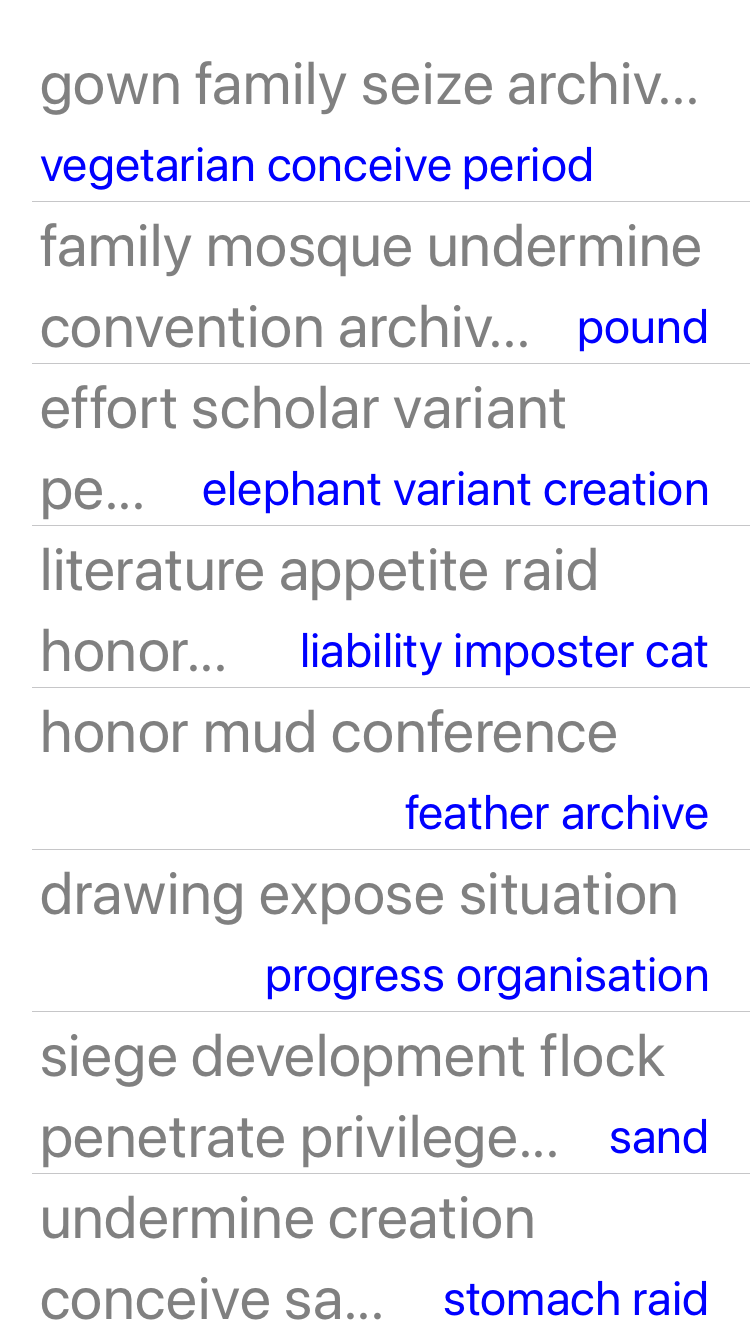 gown family seize archiv...
vegetarian conceive period
family mosque undermine
convention archiv... pound
effort scholar variant
pe... elephant variant creation
literature appetite raid
honor... liability imposter cat
honor mud conference
feather archive
drawing expose situation
progress organisation
siege development flock
penetrate privilege... sand
undermine creation
conceive sa... stomach raid